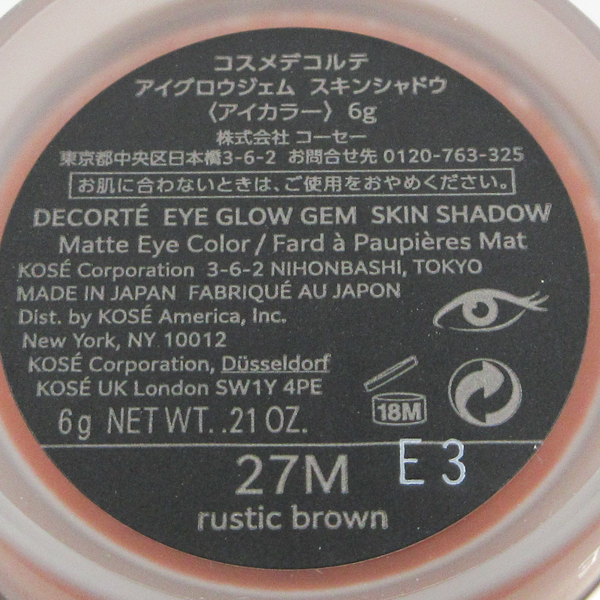 コスメデコルテ
アイグロウジェム スキンシャドウ
〈アイカラー〉 6g
株式会社 コーセー
東京都中央区日本橋3-6-2 お問合せ先 0120-763-325
お肌に合わないときは、ご使用をおやめください。
DECORTÉ EYE GLOW GEM SKIN SHADOW
Matte Eye Color / Fard à Paupières Mat
KOSÉ Corporation 3-6-2 NIHONBASHI, TOKYO
MADE IN JAPAN FABRIQUÉ AU JAPON
Dist. by KOSÉ America, Inc.
New York, NY 10012
KOSÉ Corporation, Düsseldorf
KOSÉ UK London SW1Y 4PE
18M
6g NET WT. .21 OZ.
E3
27M
rustic brown